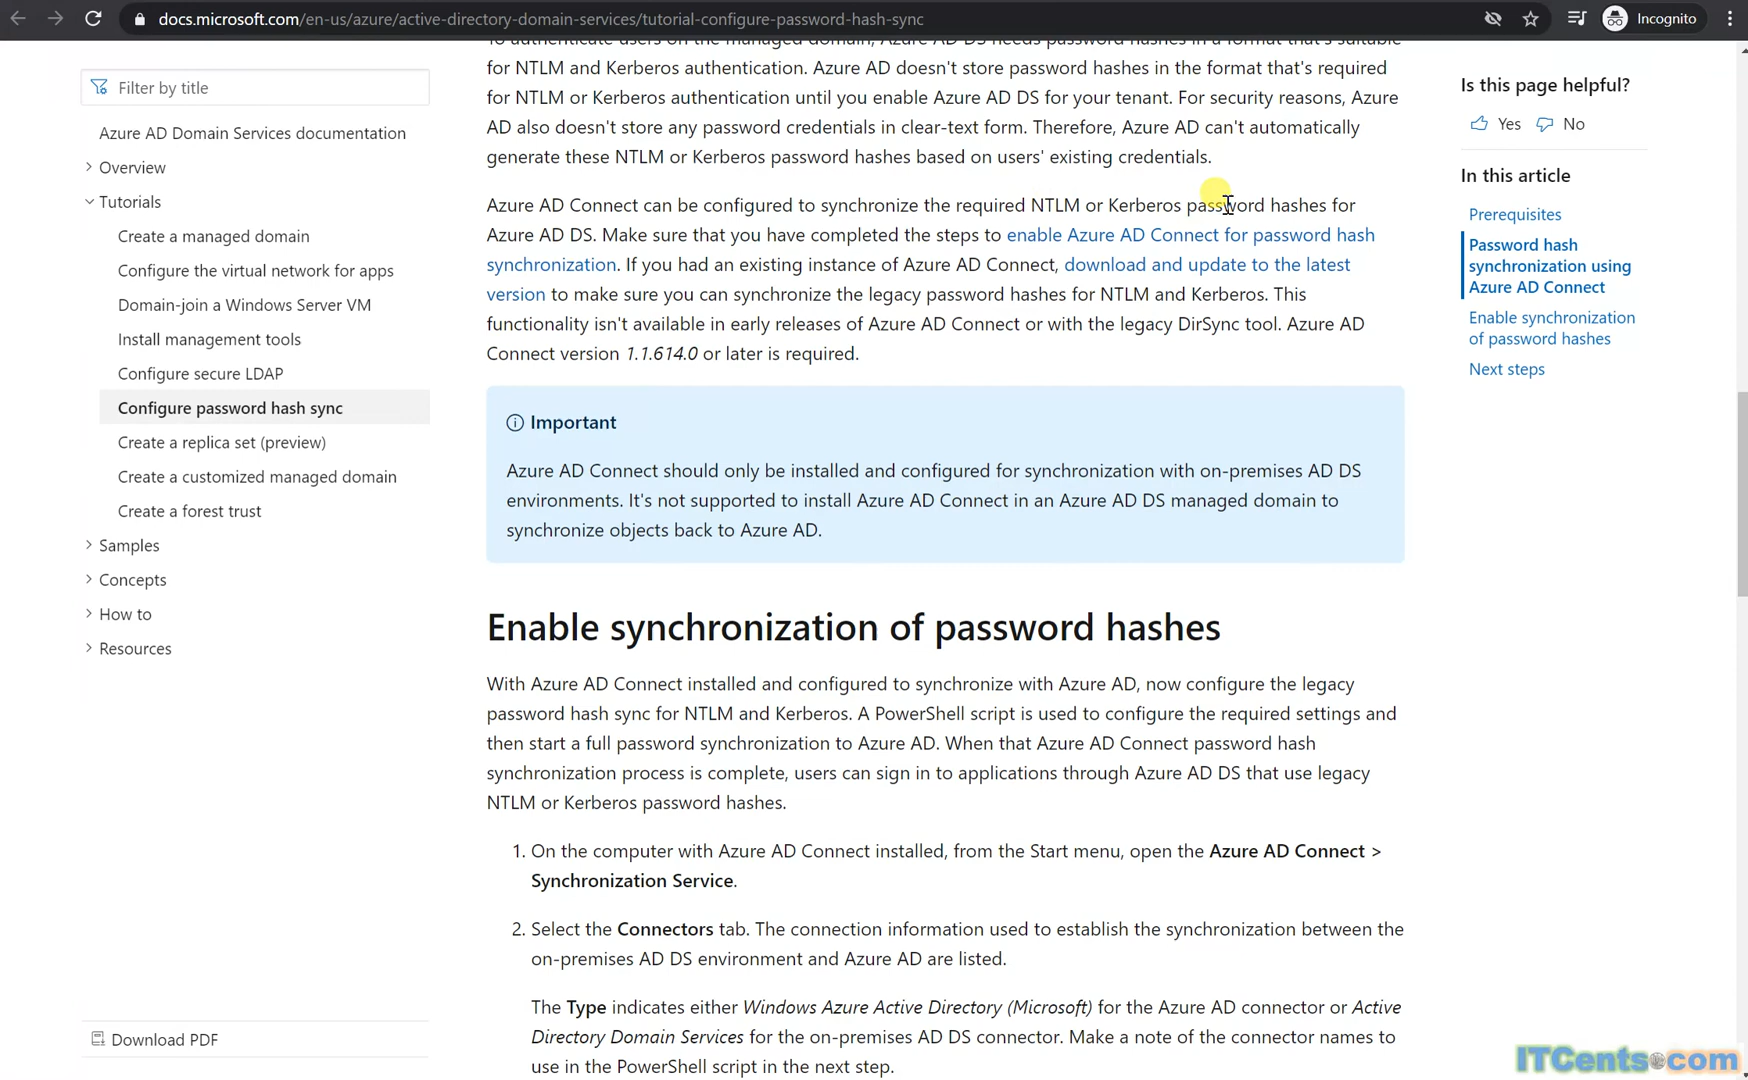 docs.microsoft.com/en-us/azure/active-directory-domain-services/tutorial-configure-password-hash-sync
Incognito
Filter by title
Azure AD Domain Services documentation
Overview
Tutorials
Create a managed domain
Configure the virtual network for apps
Domain-join a Windows Server VM
Install management tools
Configure secure LDAP
Configure password hash sync
Create a replica set (preview)
Create a customized managed domain
Create a forest trust
Samples
Concepts
How to
Resources
Download PDF
To authenticate users on the managed domain, Azure AD DS needs password hashes in a format that's suitable
for NTLM and Kerberos authentication. Azure AD doesn't store password hashes in the format that's required
for NTLM or Kerberos authentication until you enable Azure AD DS for your tenant. For security reasons, Azure
AD also doesn't store any password credentials in clear-text form. Therefore, Azure AD can't automatically
generate these NTLM or Kerberos password hashes based on users' existing credentials.
Azure AD Connect can be configured to synchronize the required NTLM or Kerberos password hashes for
Azure AD DS. Make sure that you have completed the steps to enable Azure AD Connect for password hash
synchronization. If you had an existing instance of Azure AD Connect, download and update to the latest
version to make sure you can synchronize the legacy password hashes for NTLM and Kerberos. This
functionality isn't available in early releases of Azure AD Connect or with the legacy DirSync tool. Azure AD
Connect version 1.1.614.0 or later is required.
Important
Azure AD Connect should only be installed and configured for synchronization with on-premises AD DS
environments. It's not supported to install Azure AD Connect in an Azure AD DS managed domain to
synchronize objects back to Azure AD.
Enable synchronization of password hashes
With Azure AD Connect installed and configured to synchronize with Azure AD, now configure the legacy
password hash sync for NTLM and Kerberos. A PowerShell script is used to configure the required settings and
then start a full password synchronization to Azure AD. When that Azure AD Connect password hash
synchronization process is complete, users can sign in to applications through Azure AD DS that use legacy
NTLM or Kerberos password hashes.
1. On the computer with Azure AD Connect installed, from the Start menu, open the Azure AD Connect >
Synchronization Service.
2. Select the Connectors tab. The connection information used to establish the synchronization between the
on-premises AD DS environment and Azure AD are listed.
The Type indicates either Windows Azure Active Directory (Microsoft) for the Azure AD connector or Active
Directory Domain Services for the on-premises AD DS connector. Make a note of the connector names to
use in the PowerShell script in the next step.
Is this page helpful?
Yes No
In this article
Prerequisites
Password hash
synchronization using
Azure AD Connect
Enable synchronization
of password hashes
Next steps
ITCents.com